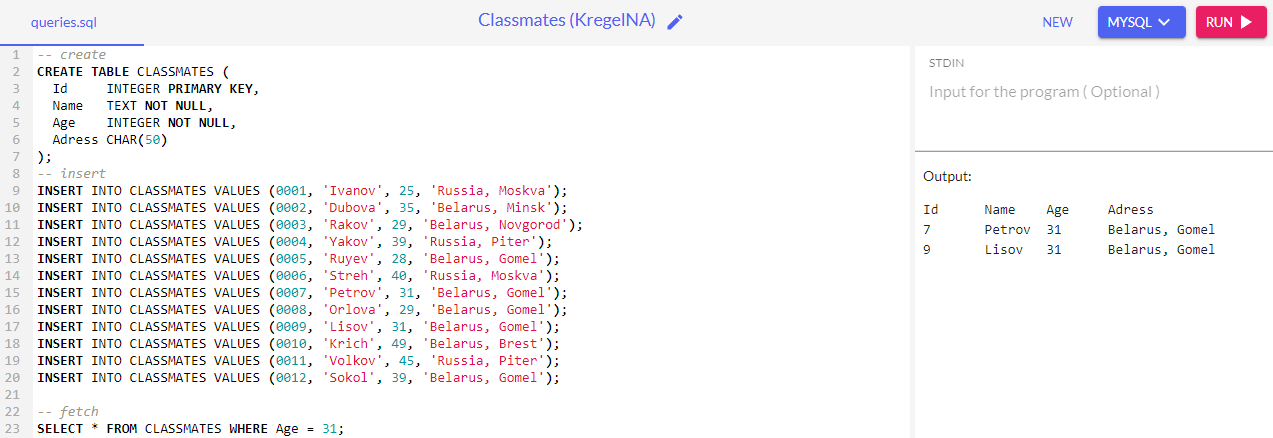 queries.sql
Classmates (KregelNA)
NEW
MYSQL
RUN
1 -- create
2 CREATE TABLE CLASSMATES (
3 Id INTEGER PRIMARY KEY,
4 Name TEXT NOT NULL,
5 Age INTEGER NOT NULL,
6 Adress CHAR(50)
7 );
8 -- insert
9 INSERT INTO CLASSMATES VALUES (0001, 'Ivanov', 25, 'Russia, Moskva');
10 INSERT INTO CLASSMATES VALUES (0002, 'Dubova', 35, 'Belarus, Minsk');
11 INSERT INTO CLASSMATES VALUES (0003, 'Rakov', 29, 'Belarus, Novgorod');
12 INSERT INTO CLASSMATES VALUES (0004, 'Yakov', 39, 'Russia, Piter');
13 INSERT INTO CLASSMATES VALUES (0005, 'Ruyev', 28, 'Belarus, Gomel');
14 INSERT INTO CLASSMATES VALUES (0006, 'Streh', 40, 'Russia, Moskva');
15 INSERT INTO CLASSMATES VALUES (0007, 'Petrov', 31, 'Belarus, Gomel');
16 INSERT INTO CLASSMATES VALUES (0008, 'Orlova', 29, 'Belarus, Gomel');
17 INSERT INTO CLASSMATES VALUES (0009, 'Lisov', 31, 'Belarus, Gomel');
18 INSERT INTO CLASSMATES VALUES (0010, 'Krich', 49, 'Belarus, Brest');
19 INSERT INTO CLASSMATES VALUES (0011, 'Volkov', 45, 'Russia, Piter');
20 INSERT INTO CLASSMATES VALUES (0012, 'Sokol', 39, 'Belarus, Gomel');
21
22 -- fetch
23 SELECT * FROM CLASSMATES WHERE Age = 31;
STDIN
Input for the program ( Optional )
Output:
Id Name Age Adress
7 Petrov 31 Belarus, Gomel
9 Lisov 31 Belarus, Gomel